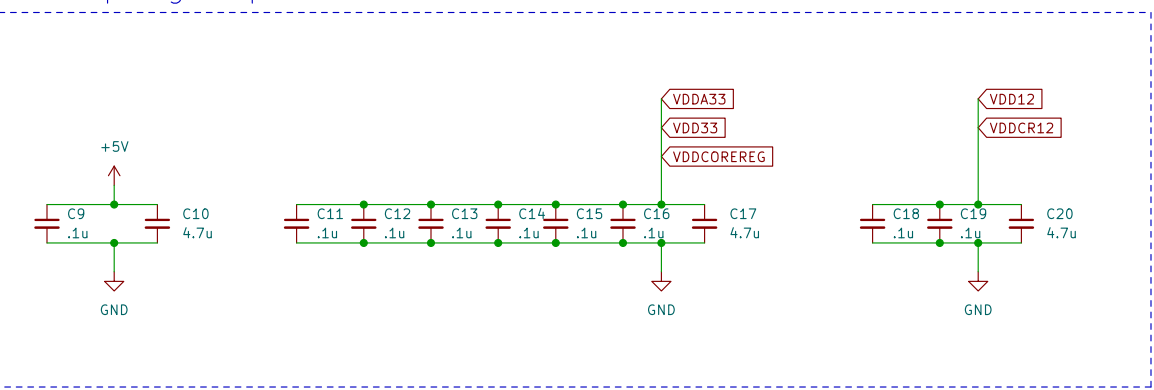 VDDA33
VDD12
VDD33
VDDCR12
+5V
VDDCOREREG
C9
C10
C11
C12
C13
C14
C15
C16
C17
C18
C19
C20
.1u
4.7u
.1u
.1u
.1u
.1u
.1u
.1u
4.7u
.1u
.1u
4.7u
GND
GND
GND